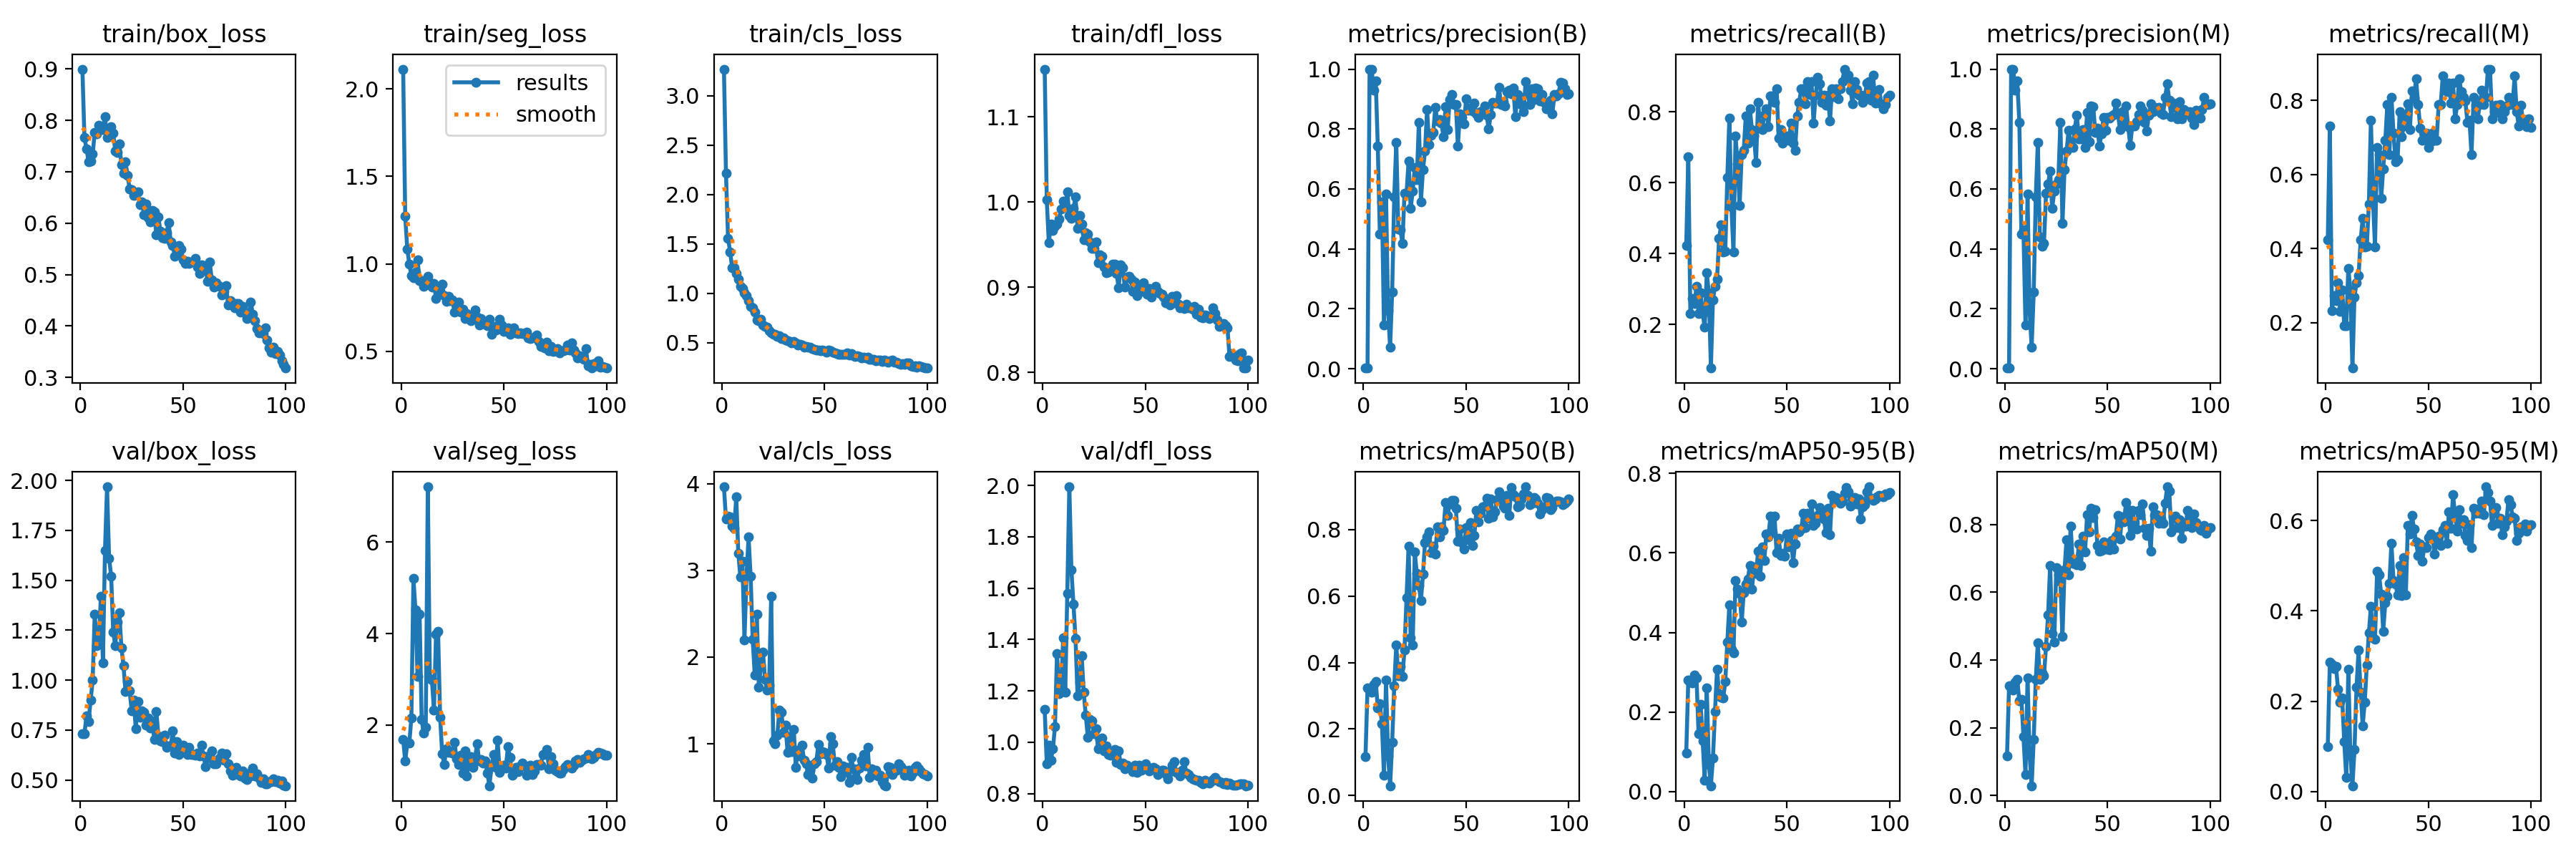 train/box_loss
0.9
0.8
0.7
0.6
0.5
0.4
0.3
0 50 100
train/seg_loss
results
smooth
2.0
1.5
1.0
0.5
0 50 100
train/cls_loss
3.0
2.5
2.0
1.5
1.0
0.5
0 50 100
train/dfl_loss
1.1
1.0
0.9
0.8
0 50 100
metrics/precision(B)
1.0
0.8
0.6
0.4
0.2
0.0
0 50 100
metrics/recall(B)
0.8
0.6
0.4
0.2
0 50 100
metrics/precision(M)
1.0
0.8
0.6
0.4
0.2
0.0
0 50 100
metrics/recall(M)
0.8
0.6
0.4
0.2
0 50 100
val/box_loss
2.00
1.75
1.50
1.25
1.00
0.75
0.50
0 50 100
val/seg_loss
6
4
2
0 50 100
val/cls_loss
4
3
2
1
0 50 100
val/dfl_loss
2.0
1.8
1.6
1.4
1.2
1.0
0.8
0 50 100
metrics/mAP50(B)
0.8
0.6
0.4
0.2
0.0
0 50 100
metrics/mAP50-95(B)
0.8
0.6
0.4
0.2
0.0
0 50 100
metrics/mAP50(M)
0.8
0.6
0.4
0.2
0.0
0 50 100
metrics/mAP50-95(M)
0.6
0.4
0.2
0.0
0 50 100